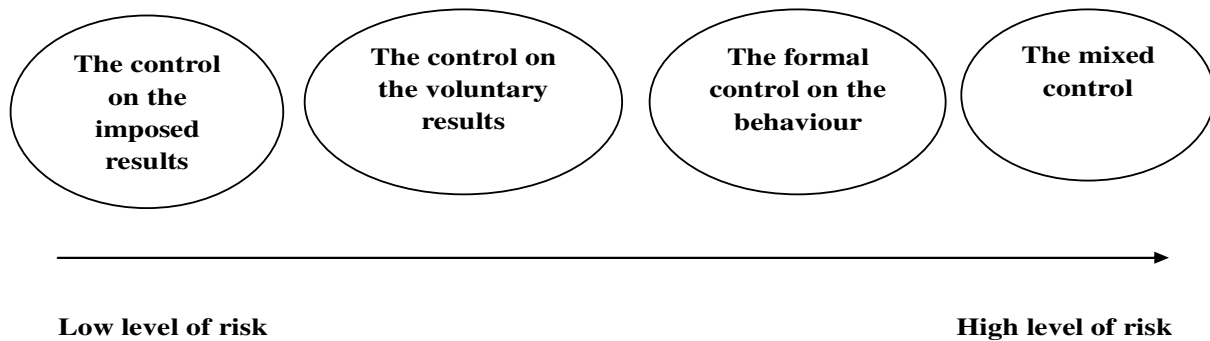 The control
on the
imposed
results
The control on
the voluntary
results
The formal
control on the
behaviour
The mixed
control
Low level of risk
High level of risk